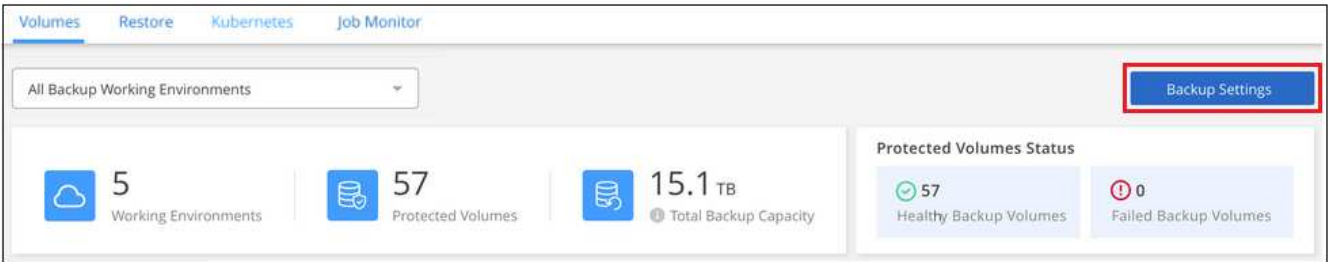 Volumes Restore Kubernetes Job Monitor
All Backup Working Environments
Backup Settings
5
Working Environments
57
Protected Volumes
15.1 TB
Total Backup Capacity
Protected Volumes Status
57
Healthy Backup Volumes
0
Failed Backup Volumes